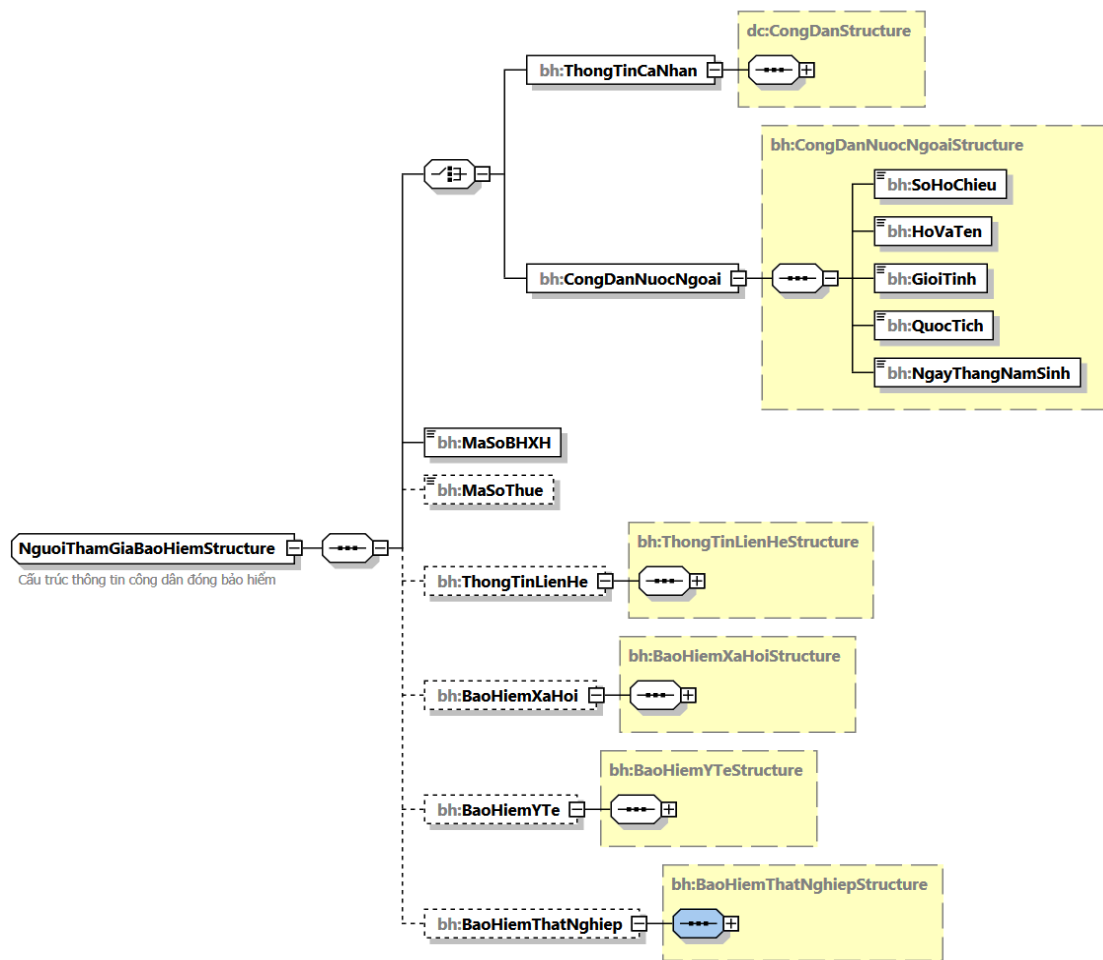 dc:CongDanStructure
bh:ThongTinCaNhan
bh:CongDanNuocNgoaiStructure
bh:SoHoChieu
bh:HoVaTen
bh:CongDanNuocNgoai
bh:GioiTinh
bh:QuocTich
bh:NgayThangNamSinh
bh:MaSoBHXH
bh:MaSoThue
NguoiThamGiaBaoHiemStructure
Cấu trúc thông tin công dân đóng bảo hiểm
bh:ThongTinLienHeStructure
bh:ThongTinLienHe
bh:BaoHiemXaHoiStructure
bh:BaoHiemXaHoi
bh:BaoHiemYTeStructure
bh:BaoHiemYTe
bh:BaoHiemThatNghiepStructure
bh:BaoHiemThatNghiep